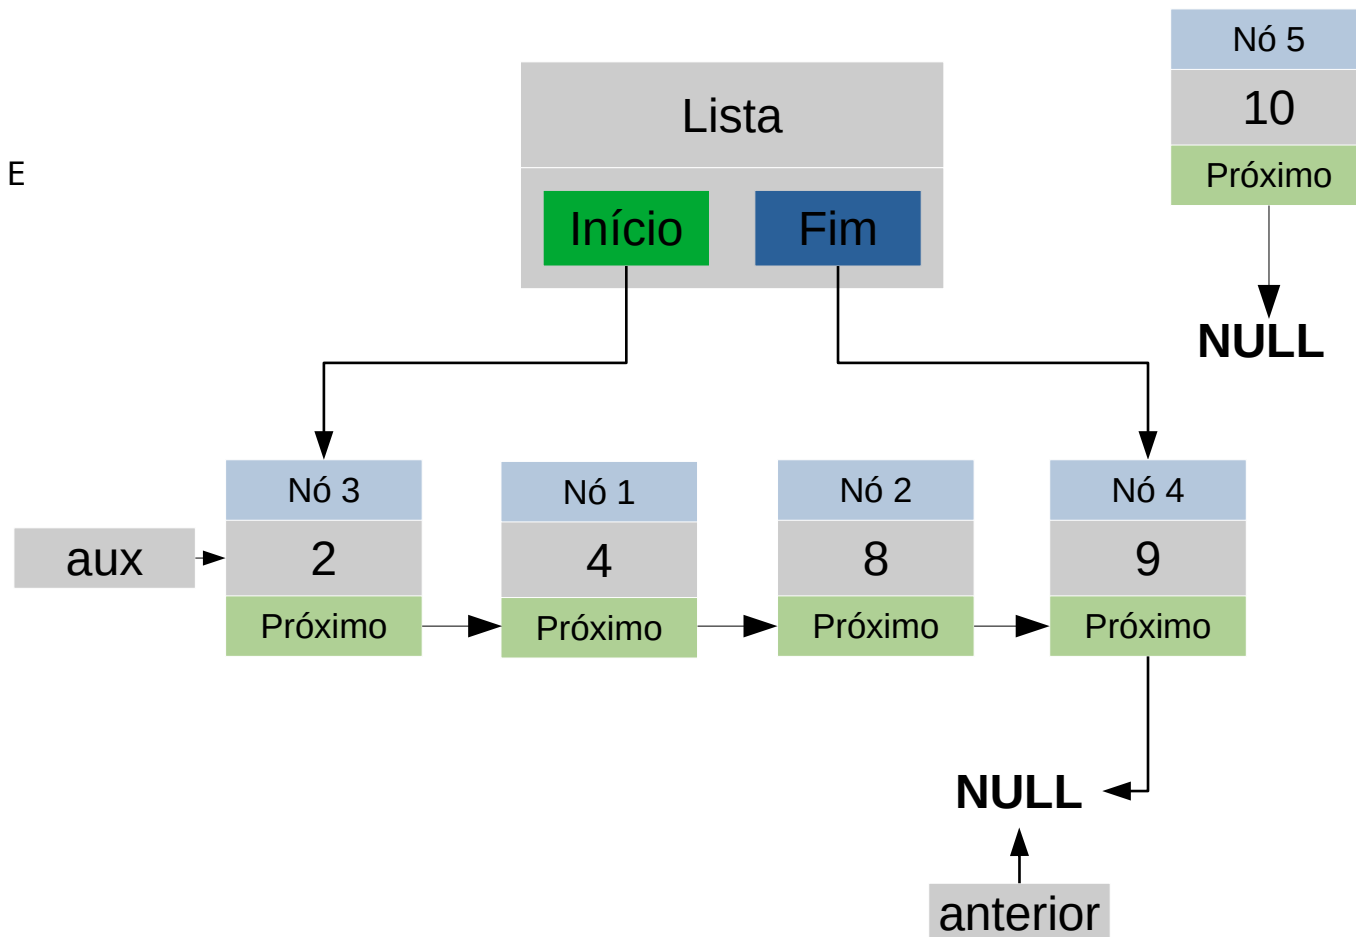 Nó 5
10
Próximo
NULL
Lista
E
Início Fim
Nó 3 Nó 1 Nó 2 Nó 4
aux 2 4 8 9
Próximo Próximo Próximo Próximo
NULL
anterior